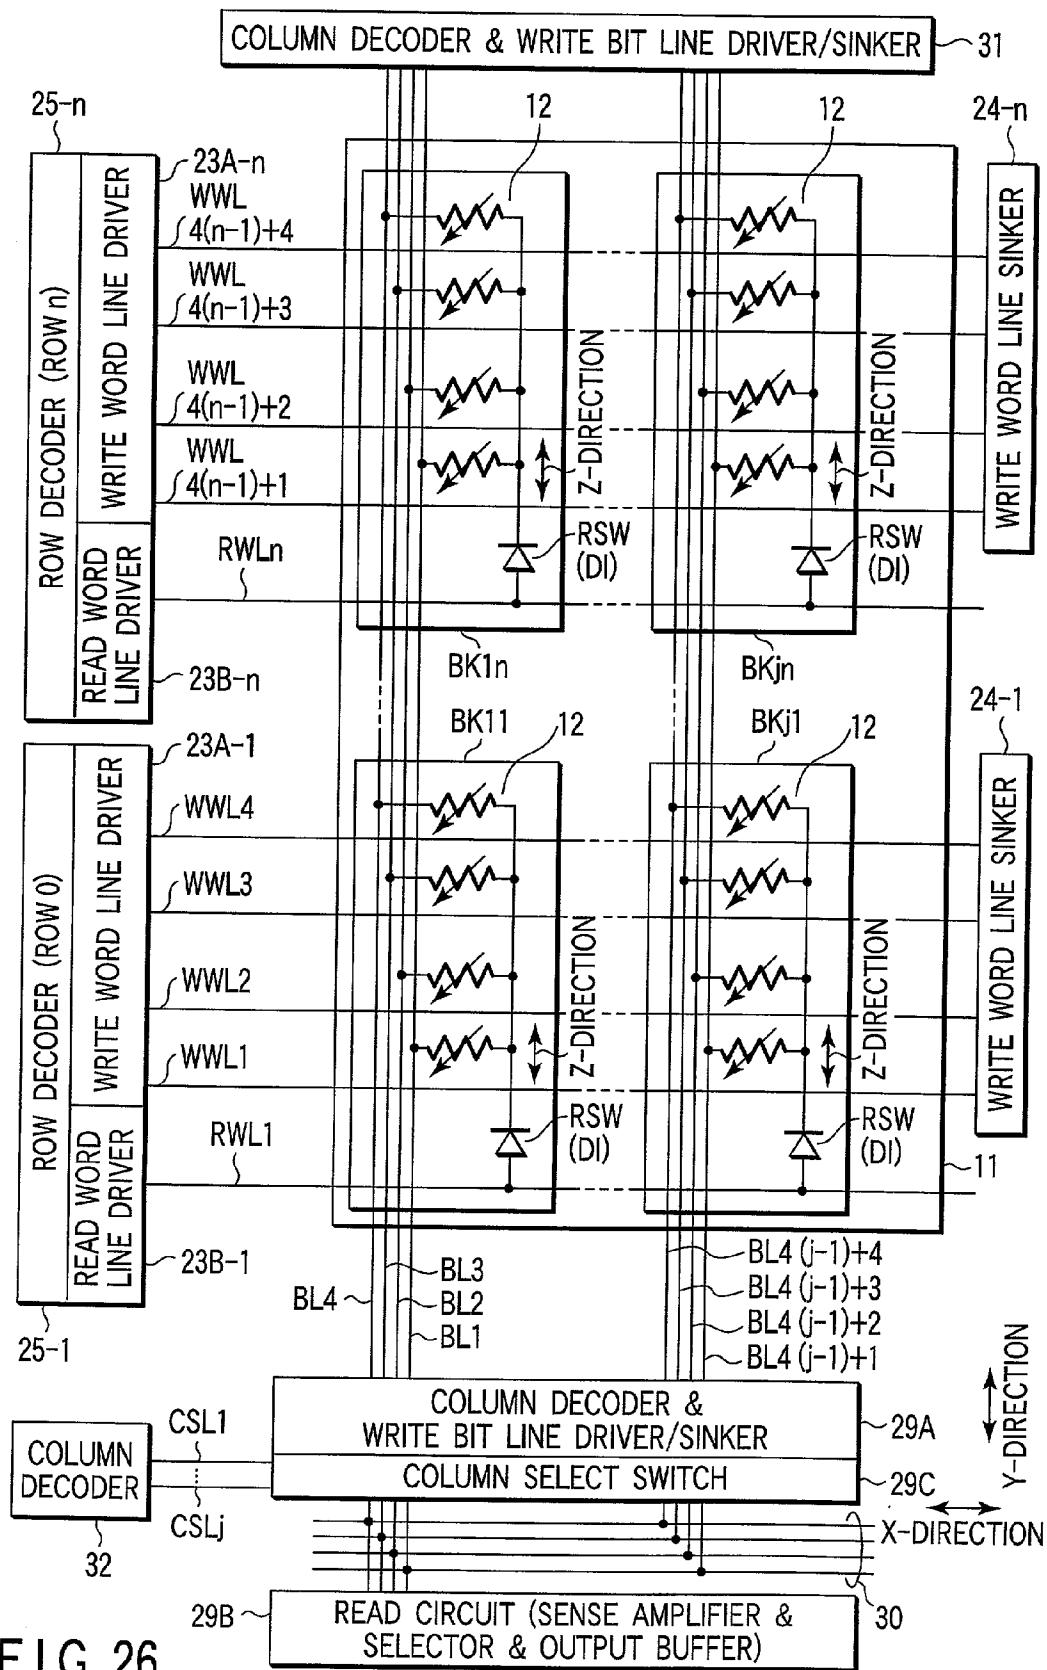 COLUMN DECODER & WRITE BIT LINE DRIVER/SINKER
31
25-n
12
12
24-n
23A-n
ROW DECODER (ROW n)
WRITE WORD LINE DRIVER
READ WORD
LINE DRIVER
WWL
4(n-1)+4
WWL
4(n-1)+3
WWL
4(n-1)+2
WWL
4(n-1)+1
RWLn
23B-n
Z-DIRECTION
Z-DIRECTION
RSW
(DI)
RSW
(DI)
WRITE WORD LINE SINKER
BK1n
BKjn
24-1
23A-1
BK11
12
BKj1
12
ROW DECODER (ROW 0)
WRITE WORD LINE DRIVER
READ WORD
LINE DRIVER
WWL4
WWL3
WWL2
WWL1
RWL1
Z-DIRECTION
Z-DIRECTION
RSW
(DI)
RSW
(DI)
WRITE WORD LINE SINKER
11
23B-1
25-1
BL4
BL3
BL2
BL1
BL4 (j-1)+4
BL4 (j-1)+3
BL4 (j-1)+2
BL4 (j-1)+1
COLUMN DECODER &
WRITE BIT LINE DRIVER/SINKER
29A
COLUMN SELECT SWITCH
29C
COLUMN
DECODER
32
CSL1
CSLj
Y-DIRECTION
X-DIRECTION
30
29B
READ CIRCUIT (SENSE AMPLIFIER &
SELECTOR & OUTPUT BUFFER)
FIG. 26